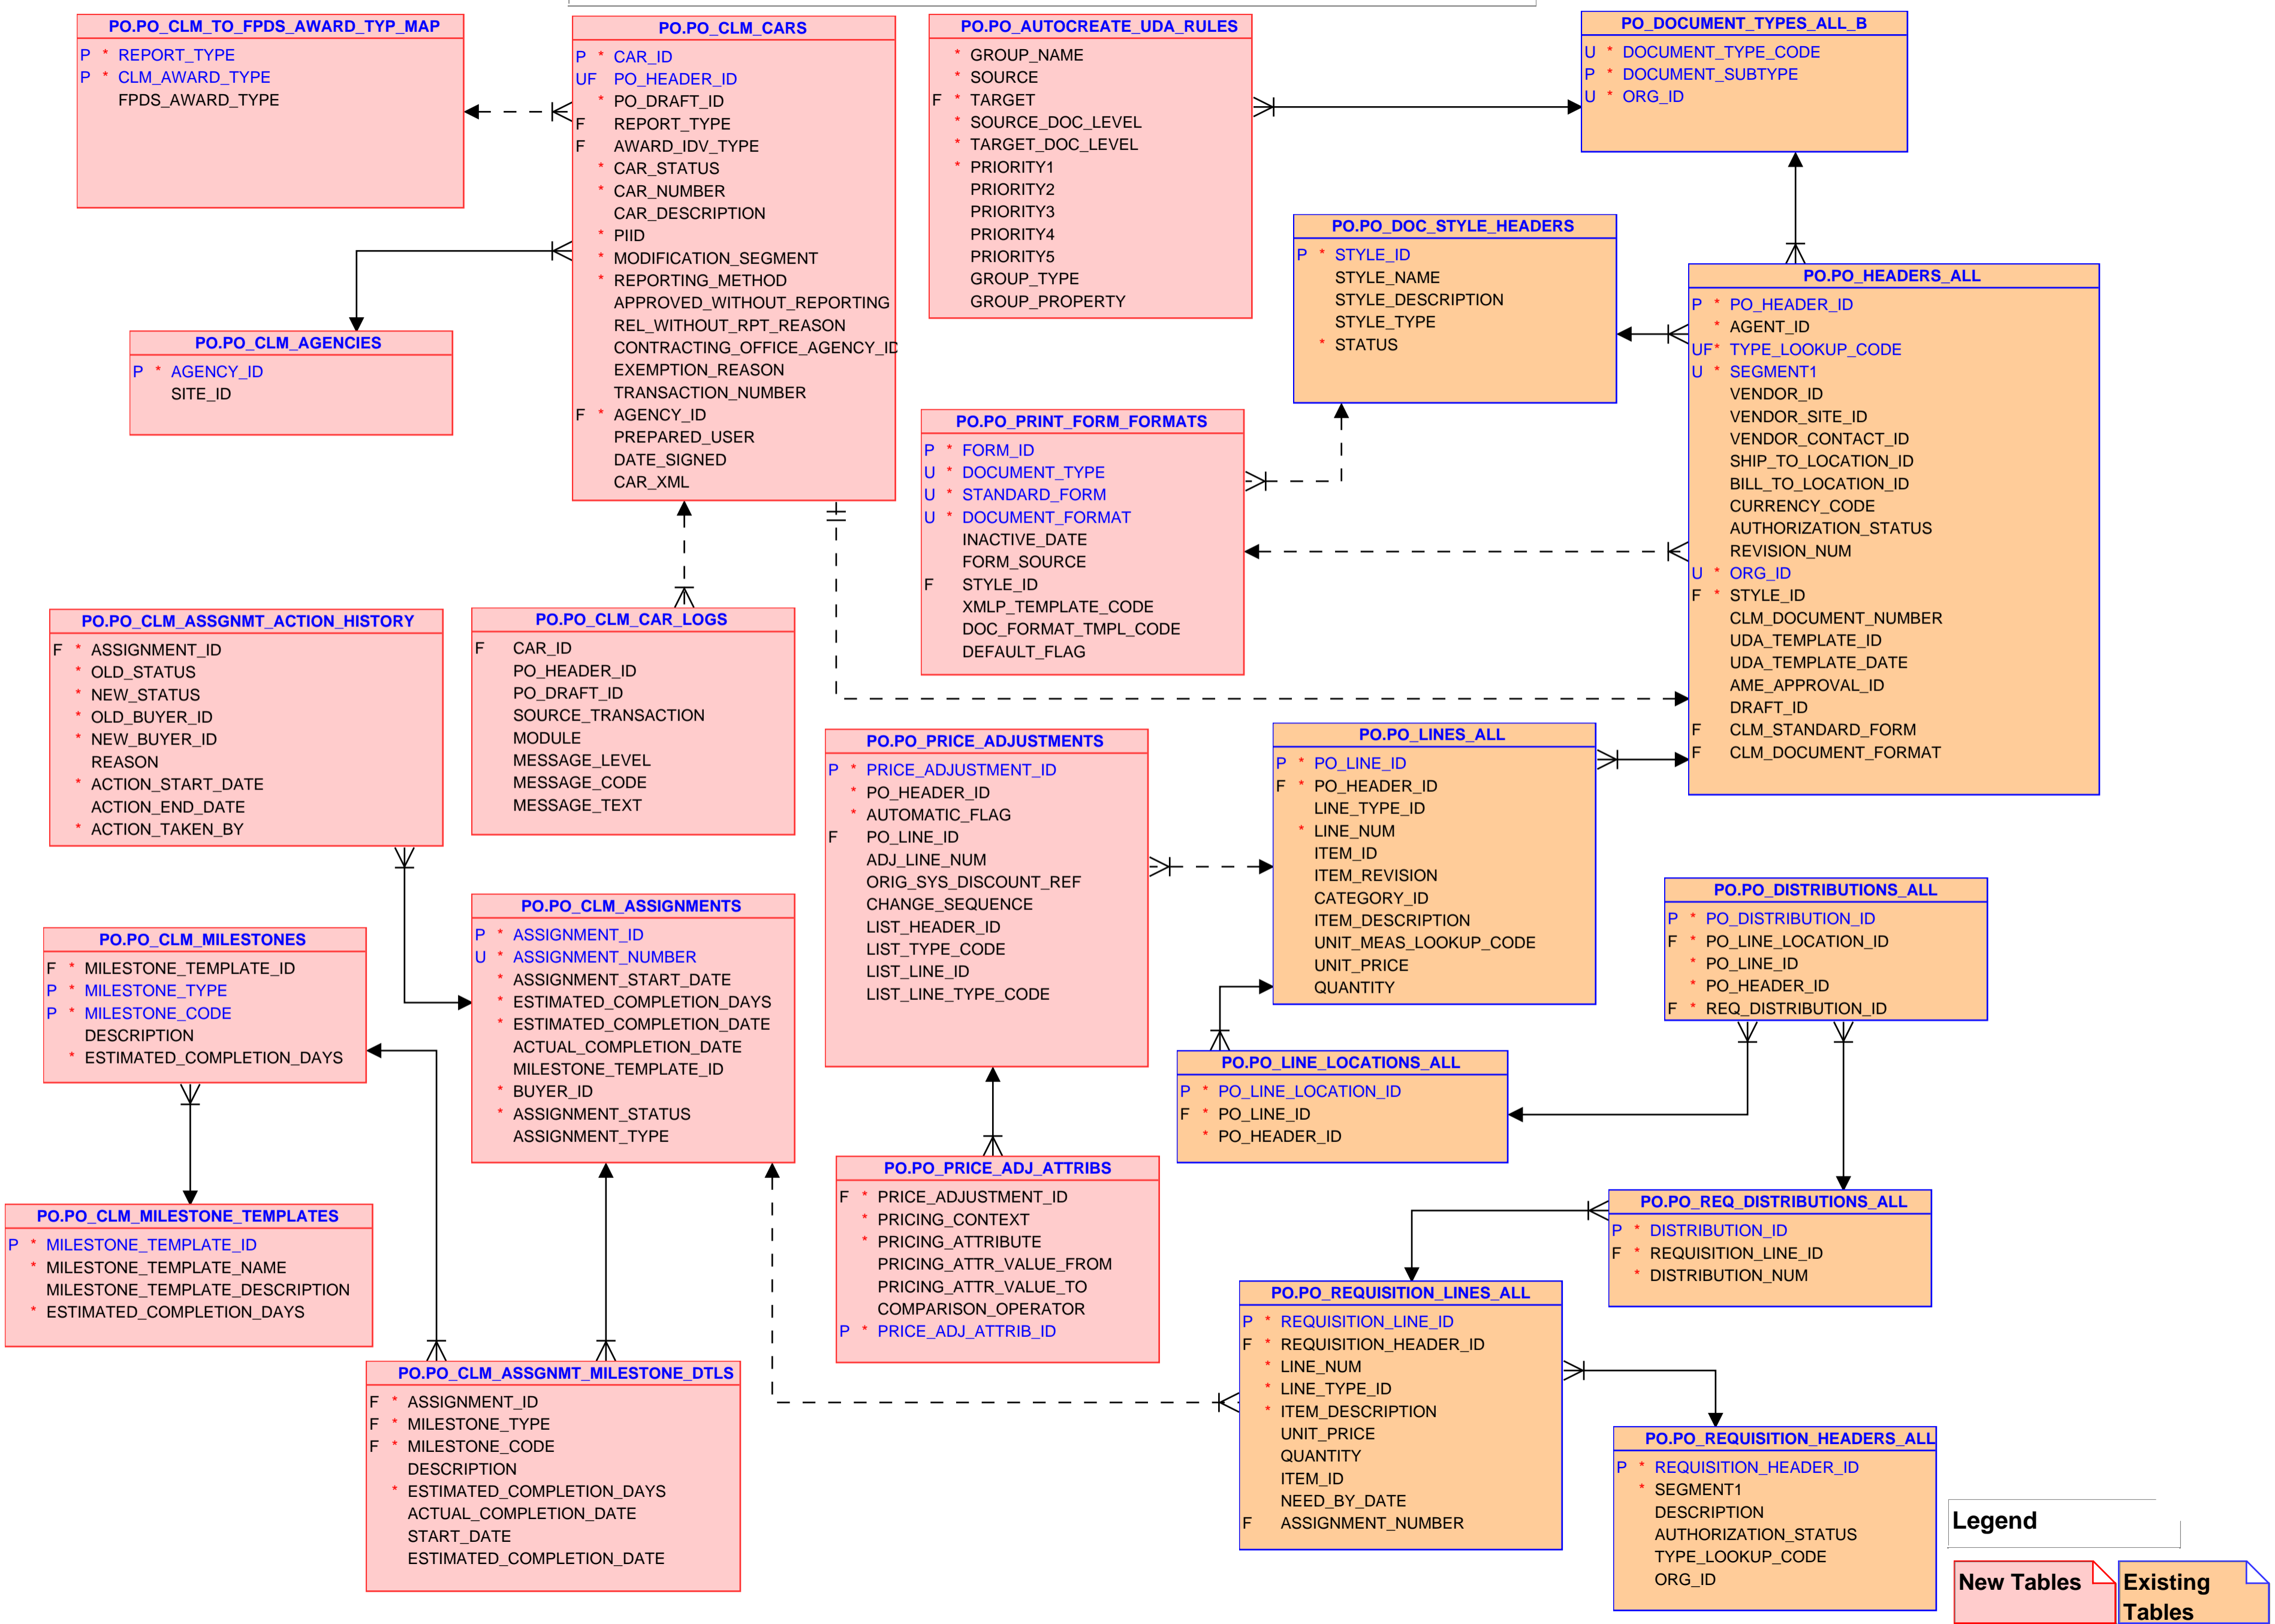 PO.PO_CLM_TO_FPDS_AWARD_TYP_MAP
P * REPORT_TYPE
P * CLM_AWARD_TYPE
FPDS_AWARD_TYPE
PO.PO_CLM_CARS
P * CAR_ID
UF PO_HEADER_ID
* PO_DRAFT_ID
F REPORT_TYPE
F AWARD_IDV_TYPE
* CAR_STATUS
* CAR_NUMBER
CAR_DESCRIPTION
* PIID
* MODIFICATION_SEGMENT
* REPORTING_METHOD
APPROVED_WITHOUT_REPORTING
REL_WITHOUT_RPT_REASON
CONTRACTING_OFFICE_AGENCY_ID
EXEMPTION_REASON
TRANSACTION_NUMBER
F * AGENCY_ID
PREPARED_USER
DATE_SIGNED
CAR_XML
PO.PO_AUTOCREATE_UDA_RULES
* GROUP_NAME
* SOURCE
F * TARGET
* SOURCE_DOC_LEVEL
* TARGET_DOC_LEVEL
* PRIORITY1
PRIORITY2
PRIORITY3
PRIORITY4
PRIORITY5
GROUP_TYPE
GROUP_PROPERTY
PO_DOCUMENT_TYPES_ALL_B
U * DOCUMENT_TYPE_CODE
P * DOCUMENT_SUBTYPE
U * ORG_ID
PO.PO_DOC_STYLE_HEADERS
P * STYLE_ID
STYLE_NAME
STYLE_DESCRIPTION
STYLE_TYPE
* STATUS
PO.PO_HEADERS_ALL
P * PO_HEADER_ID
* AGENT_ID
UF* TYPE_LOOKUP_CODE
U * SEGMENT1
VENDOR_ID
VENDOR_SITE_ID
VENDOR_CONTACT_ID
SHIP_TO_LOCATION_ID
BILL_TO_LOCATION_ID
CURRENCY_CODE
AUTHORIZATION_STATUS
REVISION_NUM
U * ORG_ID
F * STYLE_ID
CLM_DOCUMENT_NUMBER
UDA_TEMPLATE_ID
UDA_TEMPLATE_DATE
AME_APPROVAL_ID
DRAFT_ID
F CLM_STANDARD_FORM
F CLM_DOCUMENT_FORMAT
PO.PO_CLM_AGENCIES
P * AGENCY_ID
SITE_ID
PO.PO_PRINT_FORM_FORMATS
P * FORM_ID
U * DOCUMENT_TYPE
U * STANDARD_FORM
U * DOCUMENT_FORMAT
INACTIVE_DATE
FORM_SOURCE
F STYLE_ID
XMLP_TEMPLATE_CODE
DOC_FORMAT_TMPL_CODE
DEFAULT_FLAG
PO.PO_CLM_ASSGNMT_ACTION_HISTORY
F * ASSIGNMENT_ID
* OLD_STATUS
* NEW_STATUS
* OLD_BUYER_ID
* NEW_BUYER_ID
REASON
* ACTION_START_DATE
ACTION_END_DATE
* ACTION_TAKEN_BY
PO.PO_CLM_CAR_LOGS
F CAR_ID
PO_HEADER_ID
PO_DRAFT_ID
SOURCE_TRANSACTION
MODULE
MESSAGE_LEVEL
MESSAGE_CODE
MESSAGE_TEXT
PO.PO_PRICE_ADJUSTMENTS
P * PRICE_ADJUSTMENT_ID
* PO_HEADER_ID
* AUTOMATIC_FLAG
F PO_LINE_ID
ADJ_LINE_NUM
ORIG_SYS_DISCOUNT_REF
CHANGE_SEQUENCE
LIST_HEADER_ID
LIST_TYPE_CODE
LIST_LINE_ID
LIST_LINE_TYPE_CODE
PO.PO_LINES_ALL
P * PO_LINE_ID
F * PO_HEADER_ID
LINE_TYPE_ID
* LINE_NUM
ITEM_ID
ITEM_REVISION
CATEGORY_ID
ITEM_DESCRIPTION
UNIT_MEAS_LOOKUP_CODE
UNIT_PRICE
QUANTITY
PO.PO_DISTRIBUTIONS_ALL
P * PO_DISTRIBUTION_ID
F * PO_LINE_LOCATION_ID
* PO_LINE_ID
* PO_HEADER_ID
F * REQ_DISTRIBUTION_ID
PO.PO_CLM_MILESTONES
F * MILESTONE_TEMPLATE_ID
P * MILESTONE_TYPE
P * MILESTONE_CODE
DESCRIPTION
* ESTIMATED_COMPLETION_DAYS
PO.PO_CLM_ASSIGNMENTS
P * ASSIGNMENT_ID
U * ASSIGNMENT_NUMBER
* ASSIGNMENT_START_DATE
* ESTIMATED_COMPLETION_DAYS
* ESTIMATED_COMPLETION_DATE
ACTUAL_COMPLETION_DATE
MILESTONE_TEMPLATE_ID
* BUYER_ID
* ASSIGNMENT_STATUS
ASSIGNMENT_TYPE
PO.PO_LINE_LOCATIONS_ALL
P * PO_LINE_LOCATION_ID
F * PO_LINE_ID
* PO_HEADER_ID
PO.PO_CLM_MILESTONE_TEMPLATES
P * MILESTONE_TEMPLATE_ID
* MILESTONE_TEMPLATE_NAME
MILESTONE_TEMPLATE_DESCRIPTION
* ESTIMATED_COMPLETION_DAYS
PO.PO_PRICE_ADJ_ATTRIBS
F * PRICE_ADJUSTMENT_ID
* PRICING_CONTEXT
* PRICING_ATTRIBUTE
PRICING_ATTR_VALUE_FROM
PRICING_ATTR_VALUE_TO
COMPARISON_OPERATOR
P * PRICE_ADJ_ATTRIB_ID
PO.PO_REQ_DISTRIBUTIONS_ALL
P * DISTRIBUTION_ID
F * REQUISITION_LINE_ID
* DISTRIBUTION_NUM
PO.PO_CLM_ASSGNMT_MILESTONE_DTLS
F * ASSIGNMENT_ID
F * MILESTONE_TYPE
F * MILESTONE_CODE
DESCRIPTION
* ESTIMATED_COMPLETION_DAYS
ACTUAL_COMPLETION_DATE
START_DATE
ESTIMATED_COMPLETION_DATE
PO.PO_REQUISITION_LINES_ALL
P * REQUISITION_LINE_ID
F * REQUISITION_HEADER_ID
* LINE_NUM
* LINE_TYPE_ID
* ITEM_DESCRIPTION
UNIT_PRICE
QUANTITY
ITEM_ID
NEED_BY_DATE
F ASSIGNMENT_NUMBER
PO.PO_REQUISITION_HEADERS_ALL
P * REQUISITION_HEADER_ID
* SEGMENT1
DESCRIPTION
AUTHORIZATION_STATUS
TYPE_LOOKUP_CODE
ORG_ID
Legend
New Tables
Existing
Tables